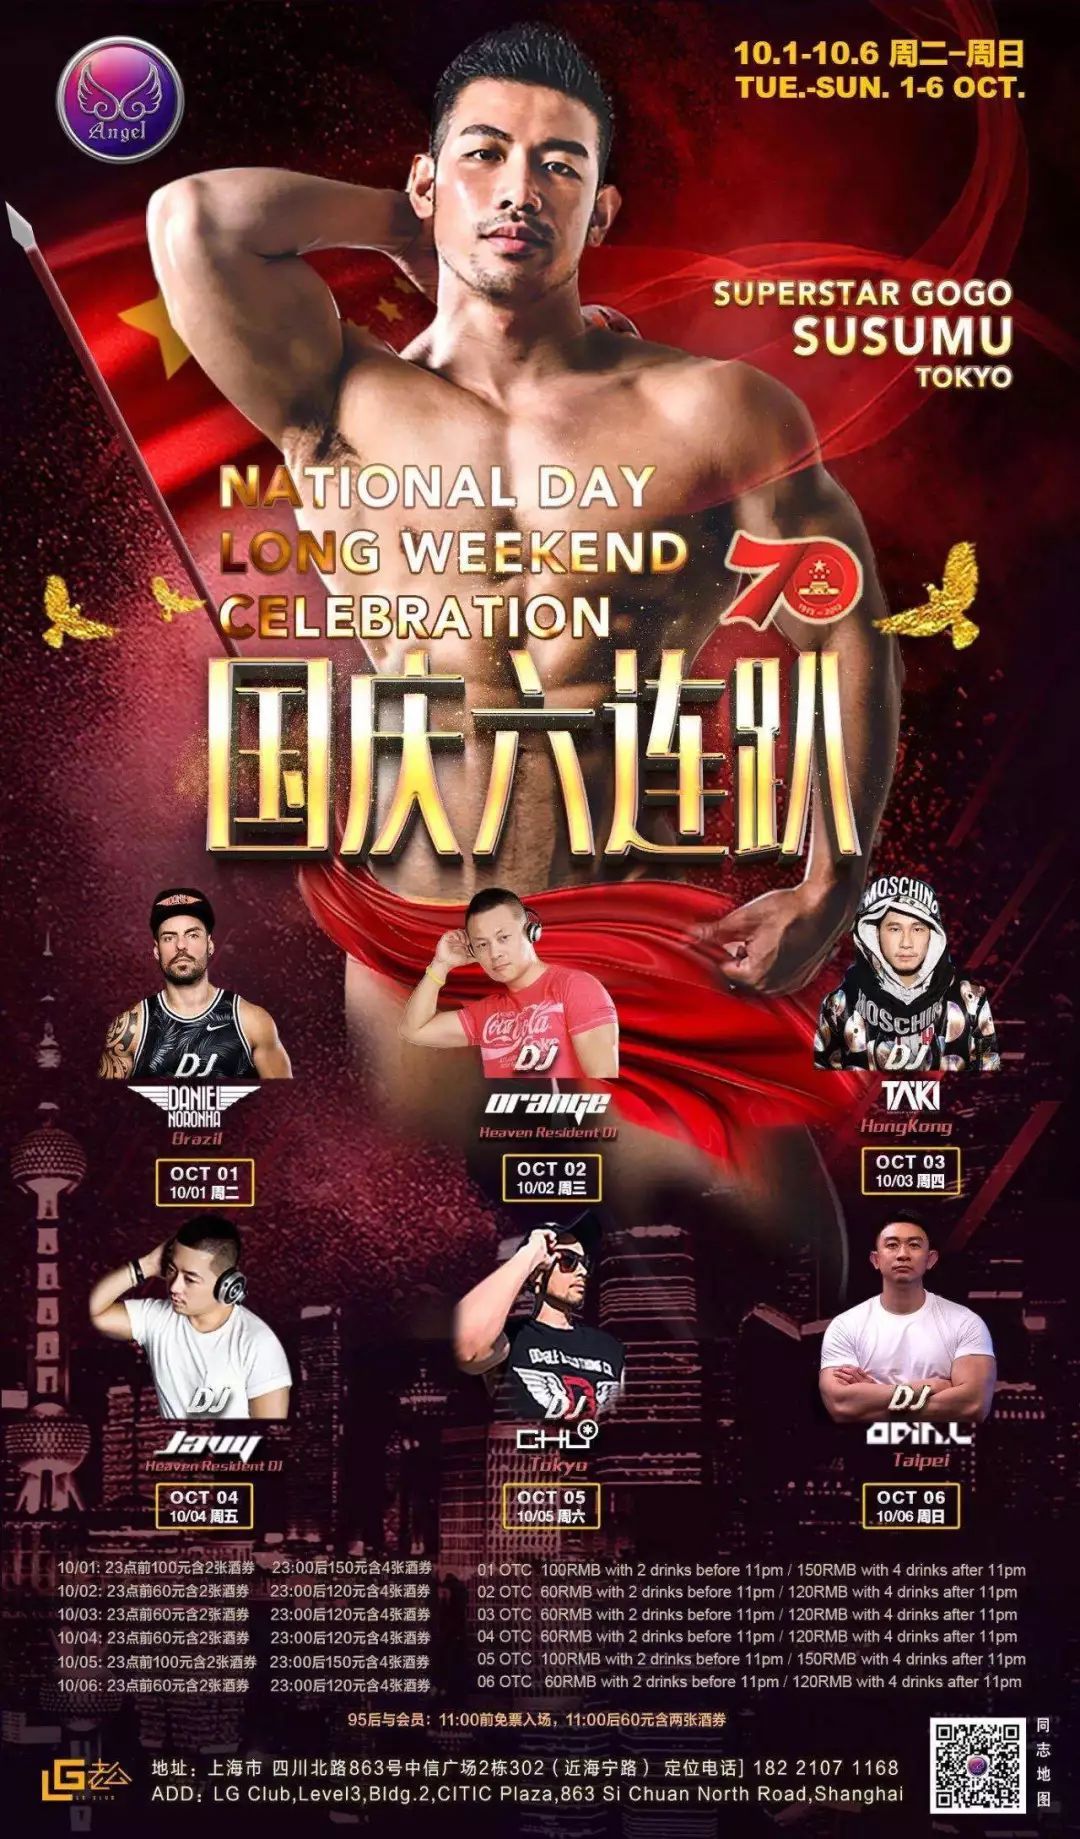 Angel
10.1-10.6 周二-周日
TUE.-SUN. 1-6 OCT.
SUPERSTAR GOGO
SUSUMU
TOKYO
NATIONAL DAY
LONG WEEKEND
CELEBRATION
70
国庆六连趴
DJ
DANIEL
NORONHA
Brazil
OCT 01
10/01 周二
Coca-Cola
DJ
orange
Heaven Resident DJ
OCT 02
10/02 周三
MOSCHINO
MOSCHIN
DJ
TAKI
HongKong
OCT 03
10/03 周四
DJ
Javy
Heaven Resident DJ
OCT 04
10/04 周五
DJ
CHU*
Tokyo
OCT 05
10/05 周六
DJ
ODiN.L
Taipei
OCT 06
10/06 周日
10/01: 23点前100元含2张酒券 23:00后150元含4张酒券
10/02: 23点前60元含2张酒券 23:00后120元含4张酒券
10/03: 23点前60元含2张酒券 23:00后120元含4张酒券
10/04: 23点前60元含2张酒券 23:00后120元含4张酒券
10/05: 23点前100元含2张酒券 23:00后150元含4张酒券
10/06: 23点前60元含2张酒券 23:00后120元含4张酒券
01 OTC 100RMB with 2 drinks before 11pm / 150RMB with 4 drinks after 11pm
02 OTC 60RMB with 2 drinks before 11pm / 120RMB with 4 drinks after 11pm
03 OTC 60RMB with 2 drinks before 11pm / 120RMB with 4 drinks after 11pm
04 OTC 60RMB with 2 drinks before 11pm / 120RMB with 4 drinks after 11pm
05 OTC 100RMB with 2 drinks before 11pm / 150RMB with 4 drinks after 11pm
06 OTC 60RMB with 2 drinks before 11pm / 120RMB with 4 drinks after 11pm
95后与会员：11:00前免票入场，11:00后60元含两张酒券
LG老公
地址：上海市 四川北路863号中信广场2栋302（近海宁路） 定位电话] 182 2107 1168
ADD：LG Club,Level3,Bldg.2,CITIC Plaza,863 Si Chuan North Road,Shanghai
同志地图